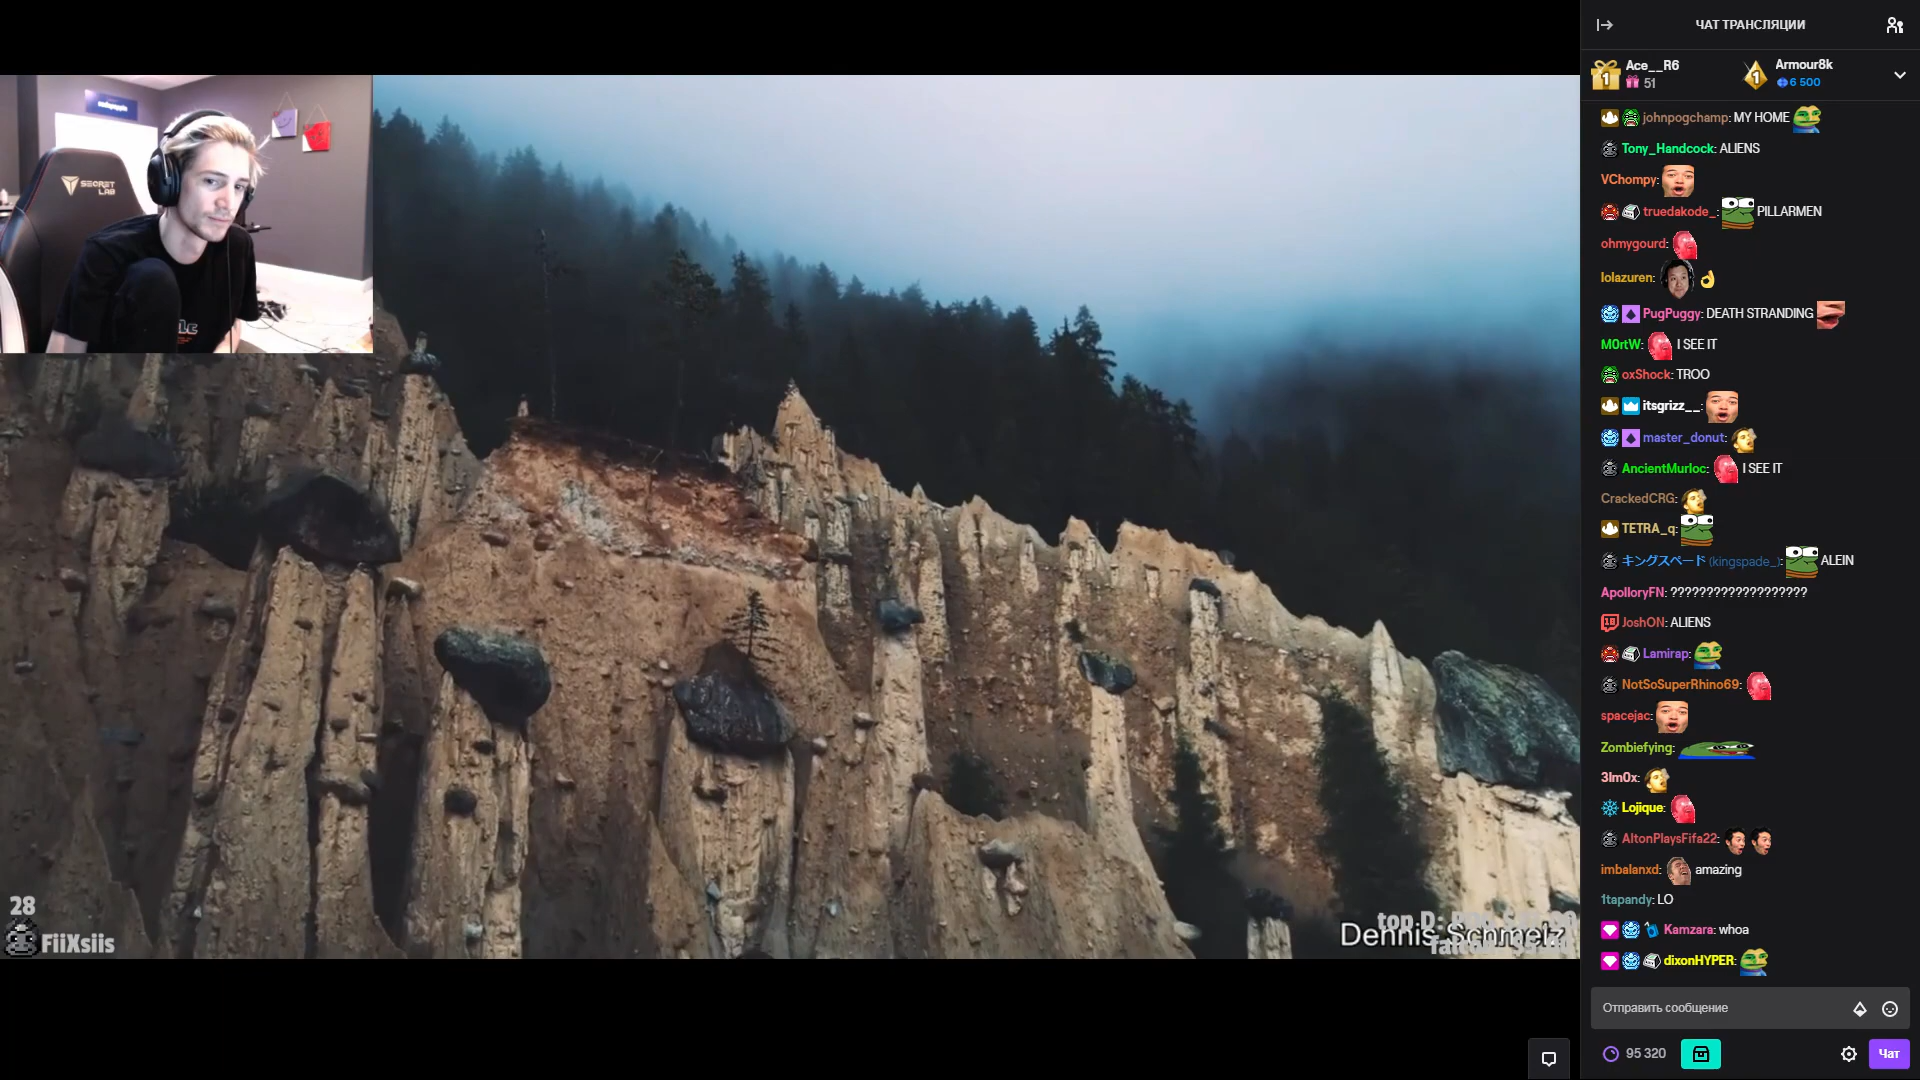 SECRET
LAB
28
FiiXsiis
top D:
Dennis Schmelz
ЧАТ ТРАНСЛЯЦИИ
Ace__R6
51
Armour8k
6 500
johnpogchamp: MY HOME
Tony_Handcock: ALIENS
VChompy:
truedakode_: PILLARMEN
ohmygourd:
lolazuren:
PugPuggy: DEATH STRANDING
M0rtW: I SEE IT
oxShock: TROO
itsgrizz__:
master_donut:
AncientMurloc: I SEE IT
CrackedCRG:
TETRA_q:
キングスペード (kingspade_): ALEIN
ApolloryFN: ???????????????????
JoshON: ALIENS
Lamirap:
NotSoSuperRhino69:
spacejac:
Zombiefying:
3lm0x:
Lojique:
AltonPlaysFifa22:
imbalanxd: amazing
1tapandy: LO
Kamzara: whoa
dixonHYPER:
Отправить сообщение
95 320
Чат